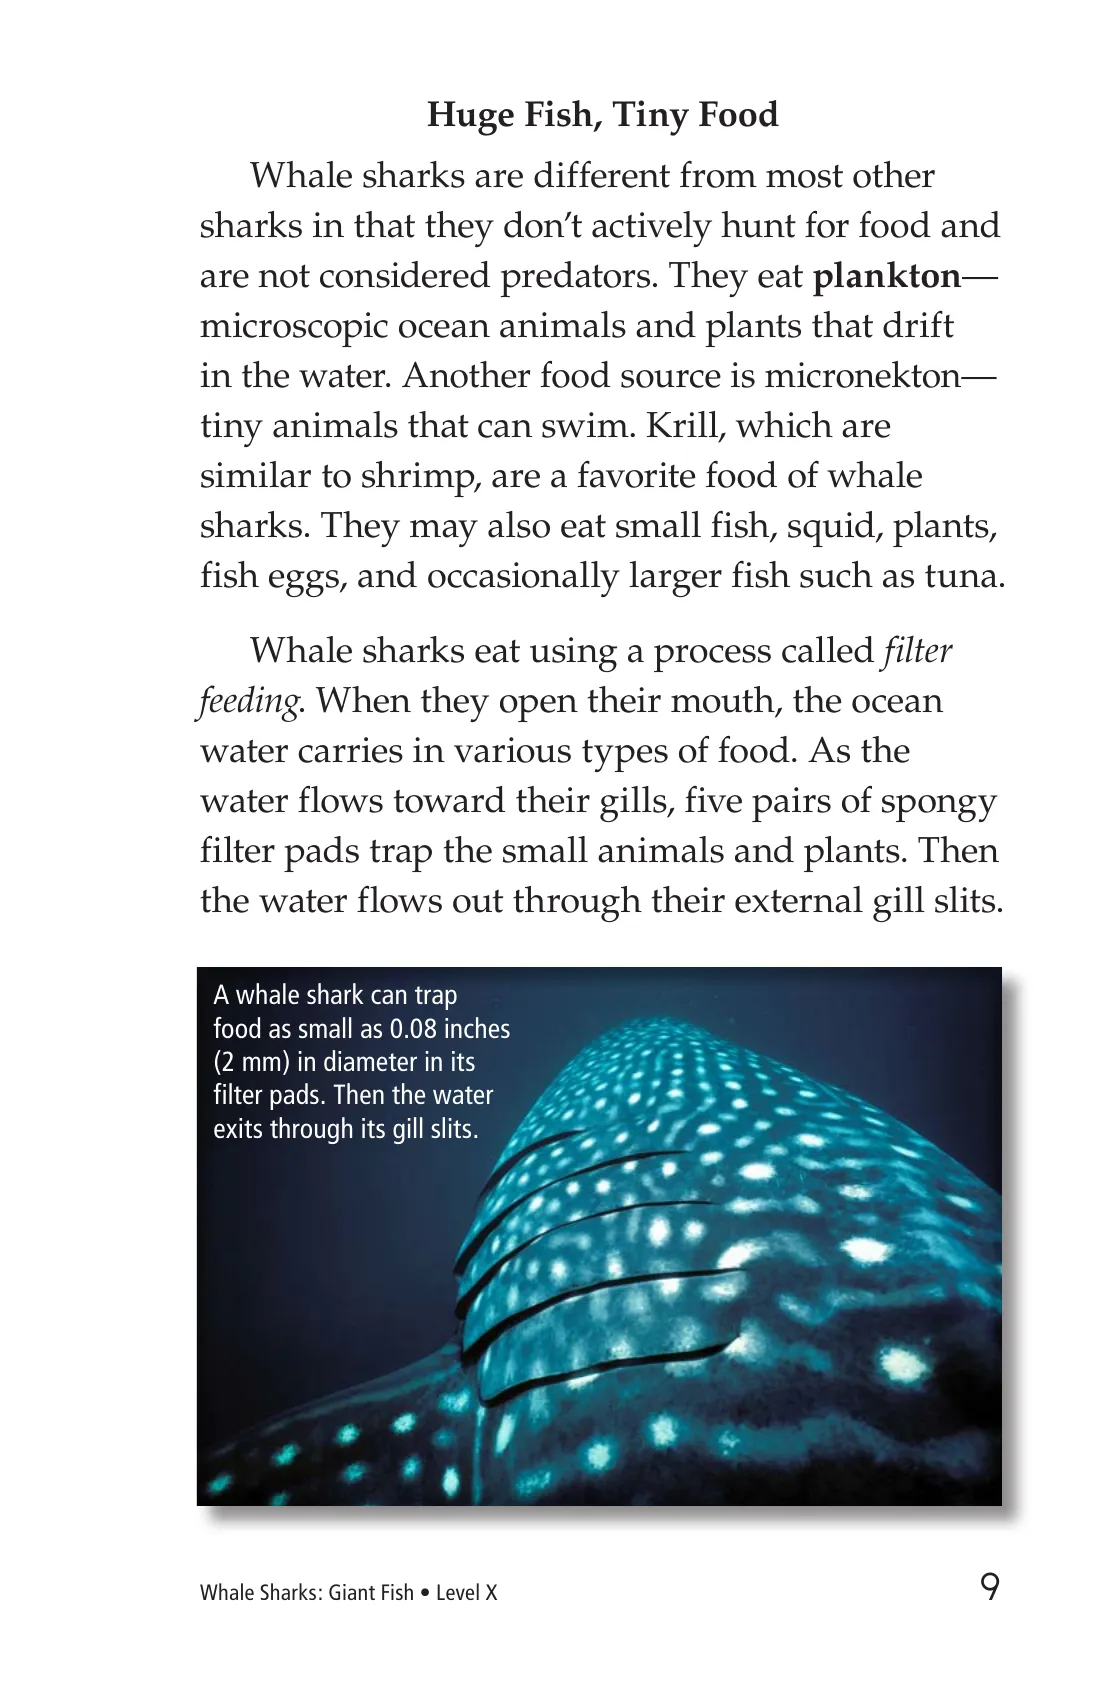 Huge Fish, Tiny Food
Whale sharks are different from most other
sharks in that they don’t actively hunt for food and
are not considered predators. They eat plankton—
microscopic ocean animals and plants that drift
in the water. Another food source is micronekton—
tiny animals that can swim. Krill, which are
similar to shrimp, are a favorite food of whale
sharks. They may also eat small fish, squid, plants,
fish eggs, and occasionally larger fish such as tuna.
Whale sharks eat using a process called filter
feeding. When they open their mouth, the ocean
water carries in various types of food. As the
water flows toward their gills, five pairs of spongy
filter pads trap the small animals and plants. Then
the water flows out through their external gill slits.
A whale shark can trap
food as small as 0.08 inches
(2 mm) in diameter in its
filter pads. Then the water
exits through its gill slits.
Whale Sharks: Giant Fish • Level X
9